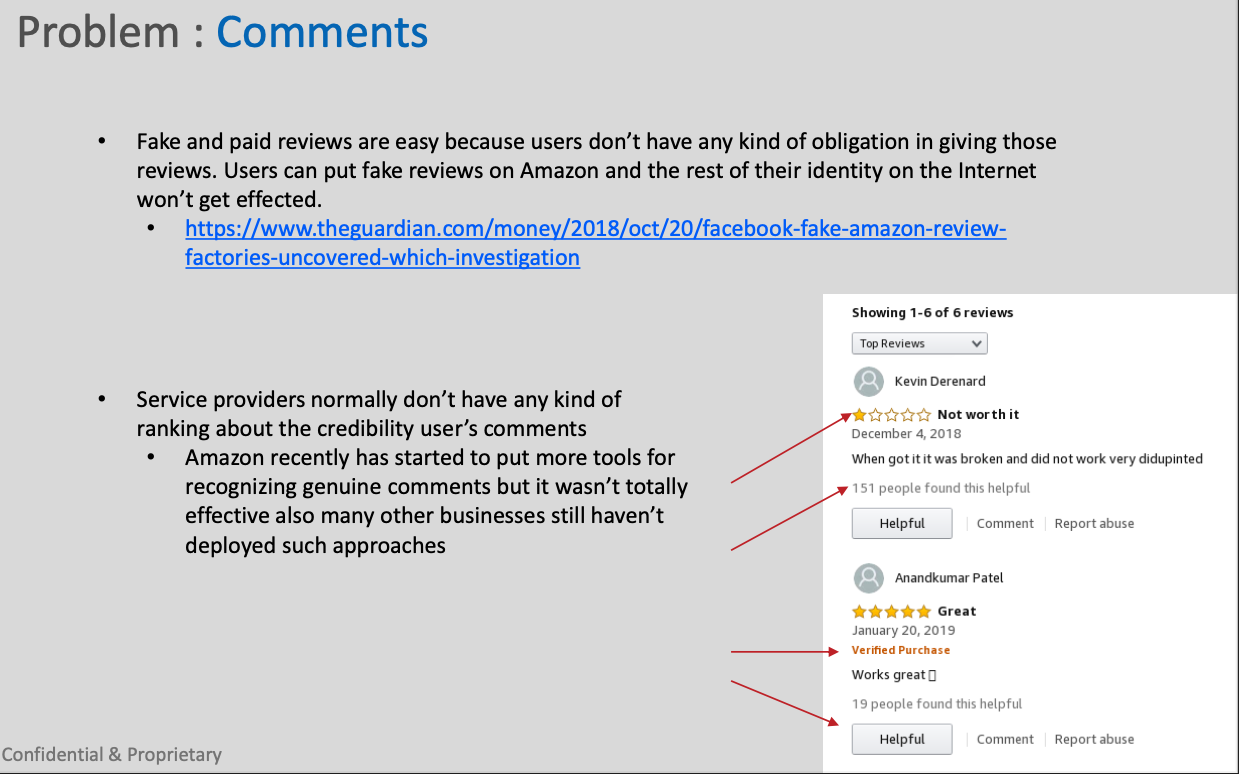 Problem : Comments
• Fake and paid reviews are easy because users don't have any kind of obligation in giving those
reviews. Users can put fake reviews on Amazon and the rest of their identity on the Internet
won't get effected.
• https://www.theguardian.com/money/2018/oct/20/facebook-fake-amazon-review-
factories-uncovered-which-investigation
• Service providers normally don't have any kind of
ranking about the credibility user's comments
• Amazon recently has started to put more tools for
recognizing genuine comments but it wasn't totally
effective also many other businesses still haven't
deployed such approaches
Showing 1-6 of 6 reviews
Top Reviews
Kevin Derenard
Not worth it
December 4, 2018
When got it it was broken and did not work very didupinted
151 people found this helpful
Helpful | Comment | Report abuse
Anandkumar Patel
Great
January 20, 2019
Verified Purchase
Works great
19 people found this helpful
Helpful | Comment | Report abuse
Confidential & Proprietary